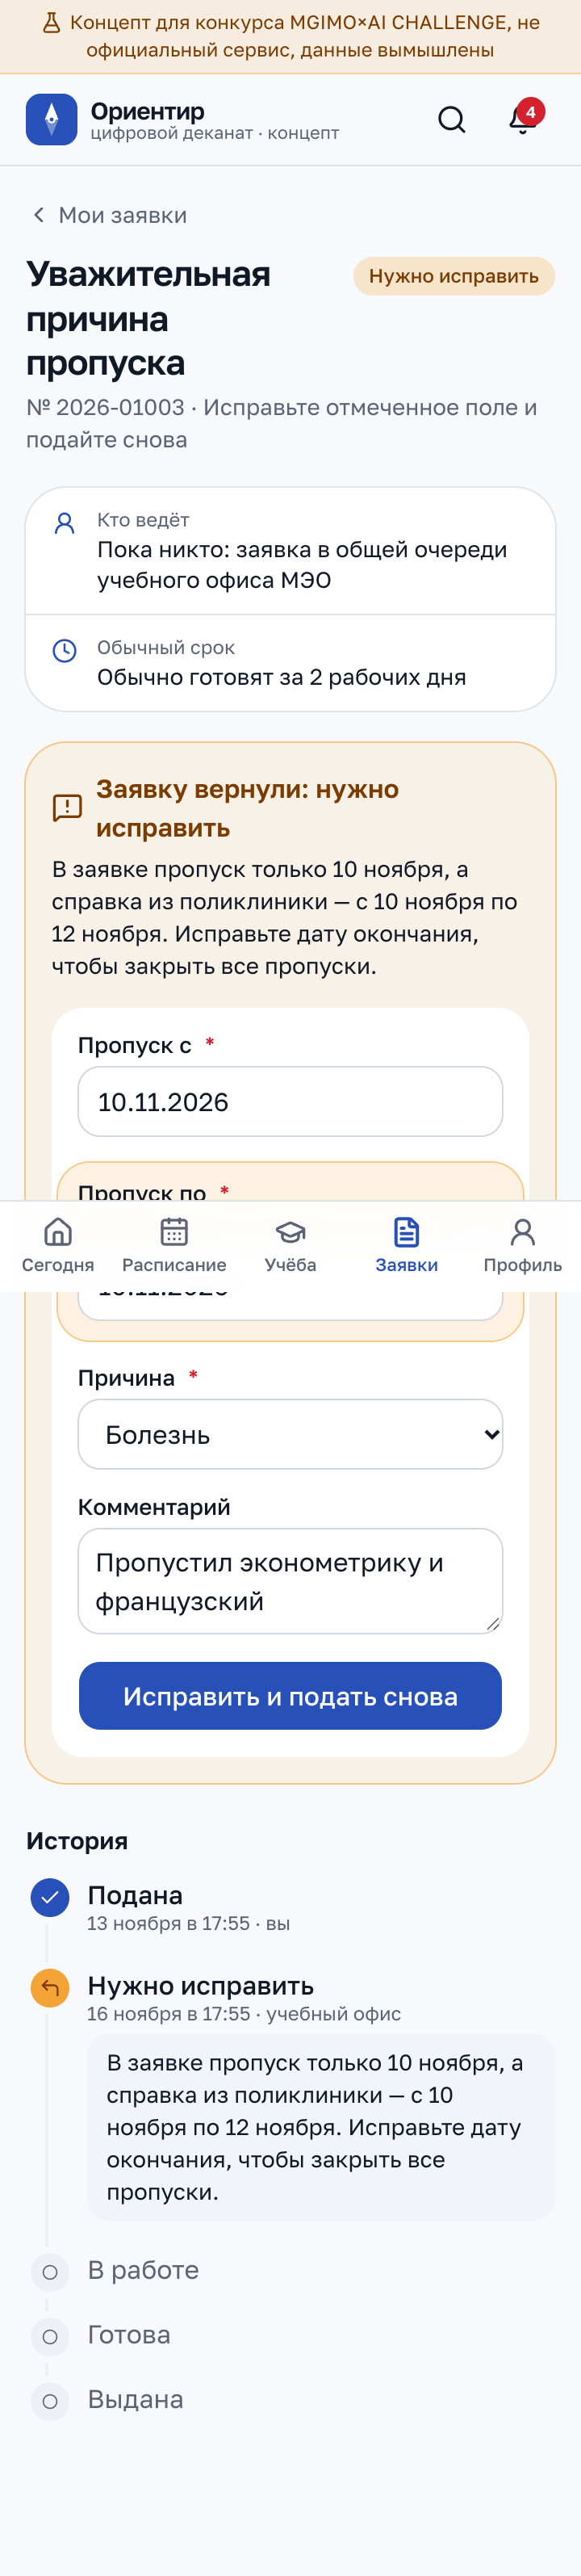 Концепт для конкурса MGIMO×AI CHALLENGE, не
официальный сервис, данные вымышлены
Ориентир
цифровой деканат · концепт
4
Мои заявки
Уважительная
причина
пропуска
Нужно исправить
№ 2026-01003 · Исправьте отмеченное поле и
подайте снова
Кто ведёт
Пока никто: заявка в общей очереди
учебного офиса МЭО
Обычный срок
Обычно готовят за 2 рабочих дня
Заявку вернули: нужно
исправить
В заявке пропуск только 10 ноября, а
справка из поликлиники — с 10 ноября по
12 ноября. Исправьте дату окончания,
чтобы закрыть все пропуски.
Пропуск с *
10.11.2026
Пропуск по *
Сегодня Расписание Учёба Заявки Профиль
Причина *
Болезнь
Комментарий
Пропустил эконометрику и
французский
Исправить и подать снова
История
Подана
13 ноября в 17:55 · вы
Нужно исправить
16 ноября в 17:55 · учебный офис
В заявке пропуск только 10 ноября, а
справка из поликлиники — с 10
ноября по 12 ноября. Исправьте дату
окончания, чтобы закрыть все
пропуски.
В работе
Готова
Выдана